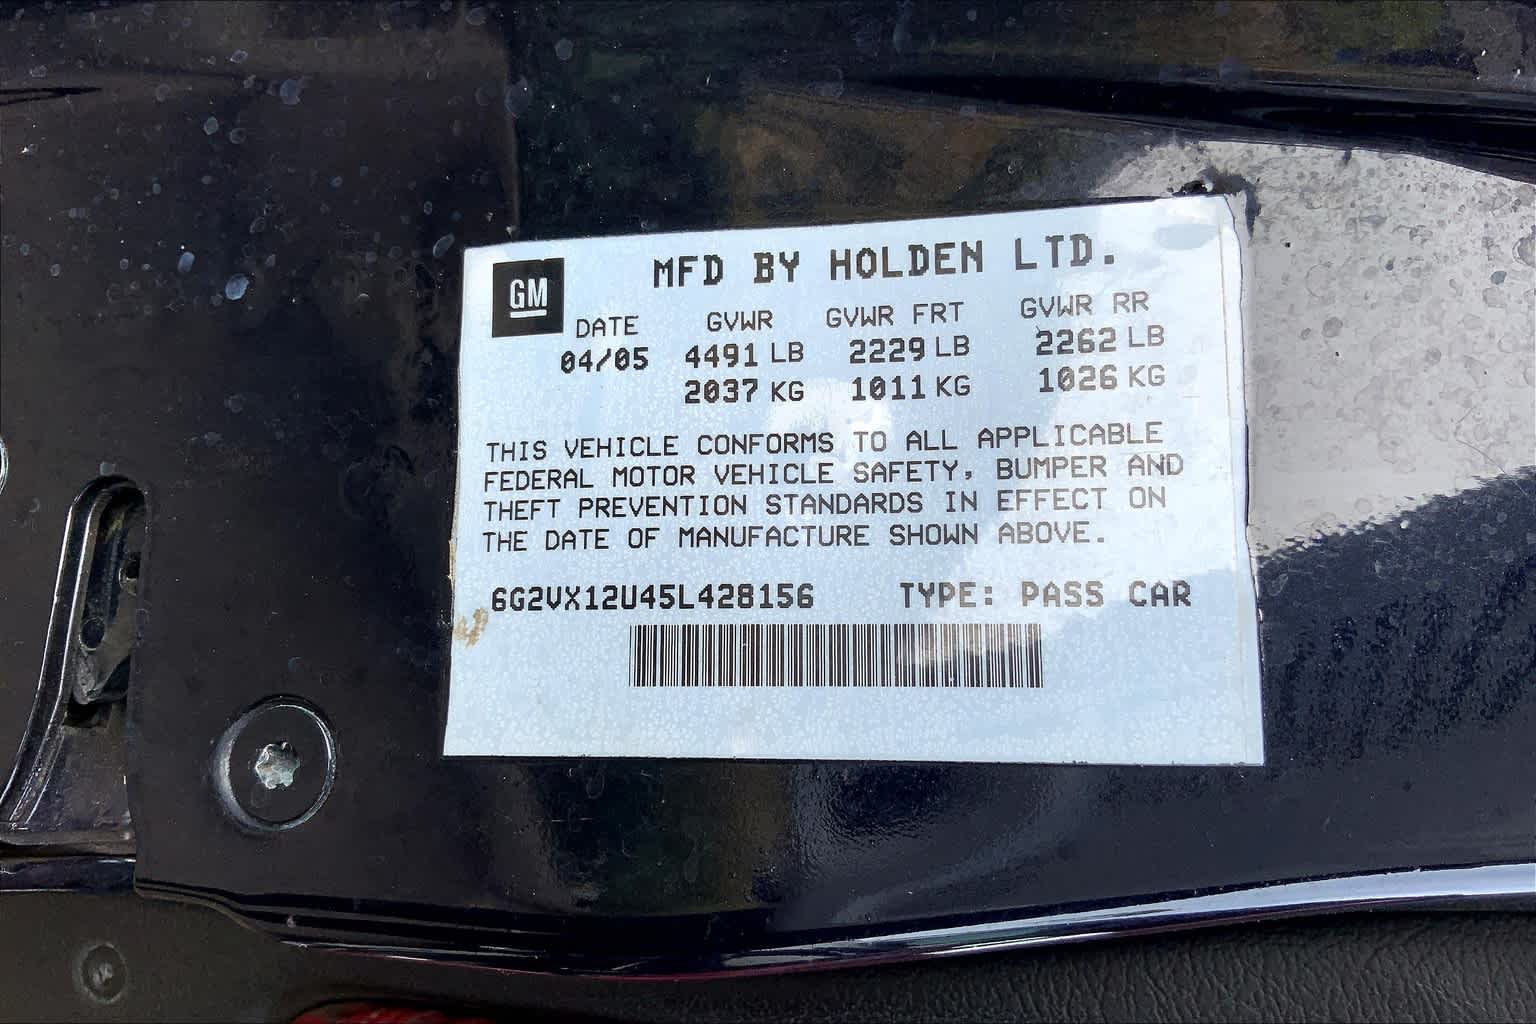 MFD BY HOLDEN LTD.
GM
DATE GVWR GVWR FRT GVWR RR
04/05 4491 LB 2229 LB 2262 LB
2037 KG 1011 KG 1026 KG
THIS VEHICLE CONFORMS TO ALL APPLICABLE
FEDERAL MOTOR VEHICLE SAFETY, BUMPER AND
THEFT PREVENTION STANDARDS IN EFFECT ON
THE DATE OF MANUFACTURE SHOWN ABOVE.
6G2VX12U45L428156 TYPE: PASS CAR